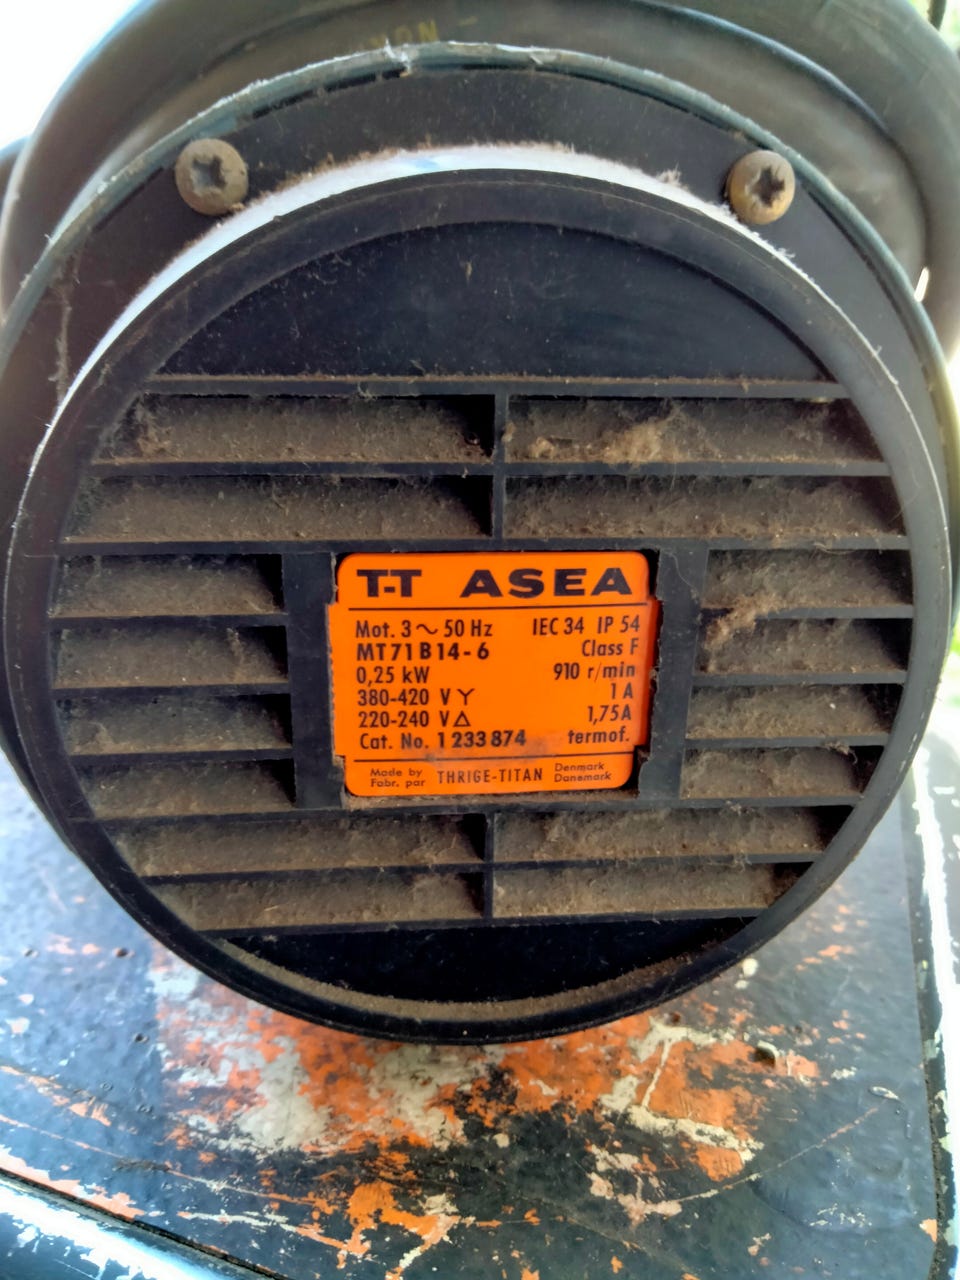 T-T ASEA
Mot. 3~ 50 Hz IEC 34 IP 54
MT71B14-6 Class F
0,25 kW 910 r/min
380-420 V Y 1 A
220-240 V △ 1,75A
Cat. No. 1 233 874 termof.
Made by THRIGE-TITAN Denmark
Fabr. par Danemark